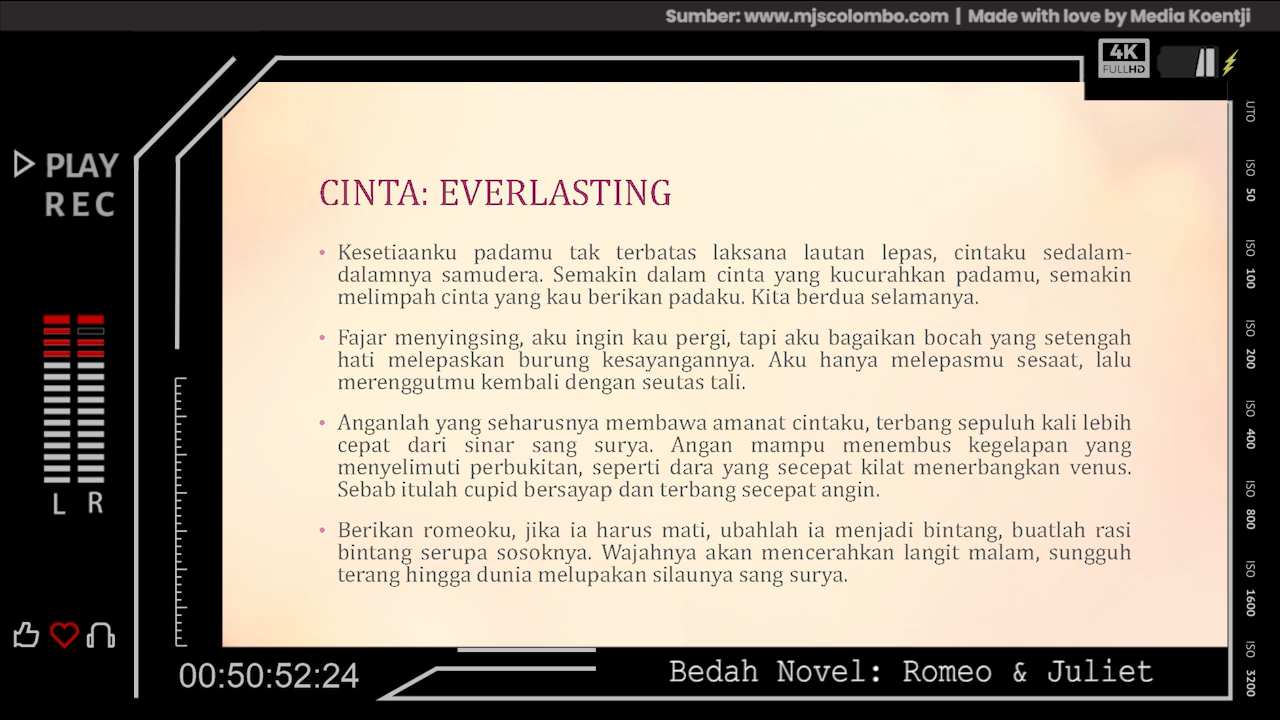 Sumber: www.mjscolombo.com | Made with love by Media Koentji
4K
FULLHD
PLAY
REC
CINTA: EVERLASTING
• Kesetiaanku padamu tak terbatas laksana lautan lepas, cintaku sedalam-
dalamnya samudera. Semakin dalam cinta yang kucurahkan padamu, semakin
melimpah cinta yang kau berikan padaku. Kita berdua selamanya.
• Fajar menyingsing, aku ingin kau pergi, tapi aku bagaikan bocah yang setengah
hati melepaskan burung kesayangannya. Aku hanya melepasmu sesaat, lalu
merenggutmu kembali dengan seutas tali.
• Anganlah yang seharusnya membawa amanat cintaku, terbang sepuluh kali lebih
cepat dari sinar sang surya. Angan mampu menembus kegelapan yang
menyelimuti perbukitan, seperti dara yang secepat kilat menerbangkan venus.
Sebab itulah cupid bersayap dan terbang secepat angin.
• Berikan romeoku, jika ia harus mati, ubahlah ia menjadi bintang, buatlah rasi
bintang serupa sosoknya. Wajahnya akan mencerahkan langit malam, sungguh
terang hingga dunia melupakan silaunya sang surya.
L R
00:50:52:24
Bedah Novel: Romeo & Juliet
UTO
ISO 50
ISO 100
ISO 200
ISO 400
ISO 800
ISO 1600
ISO 3200